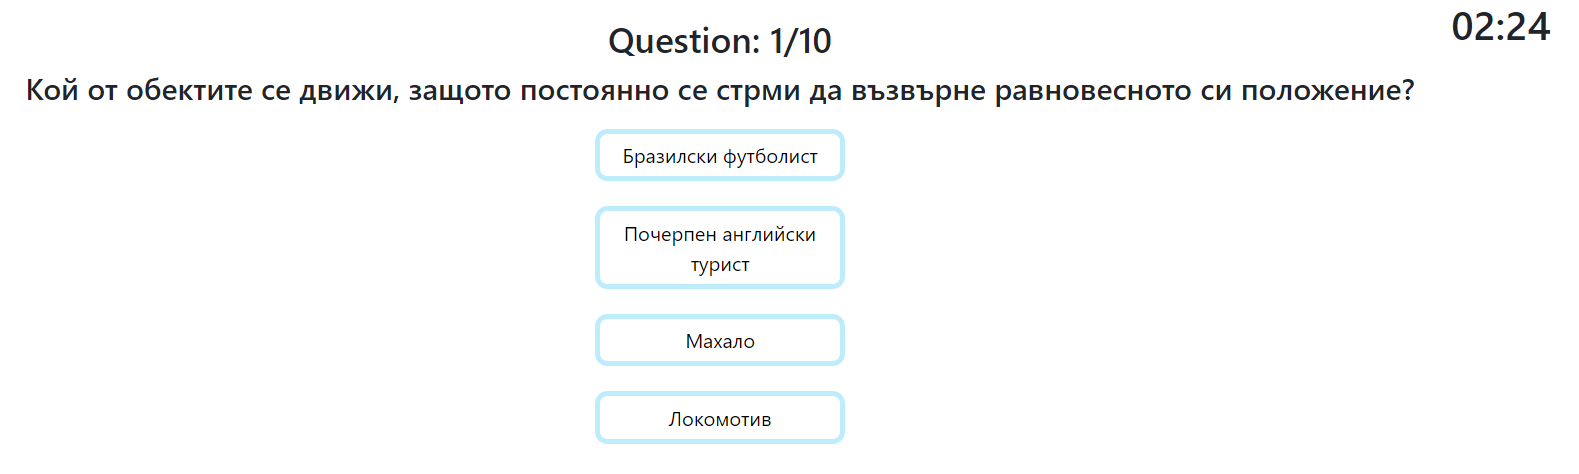 02:24
Question: 1/10
Кой от обектите се движи, защото постоянно се стрми да възвърне равновесното си положение?
Бразилски футболист
Почерпен английски
турист
Махало
Локомотив